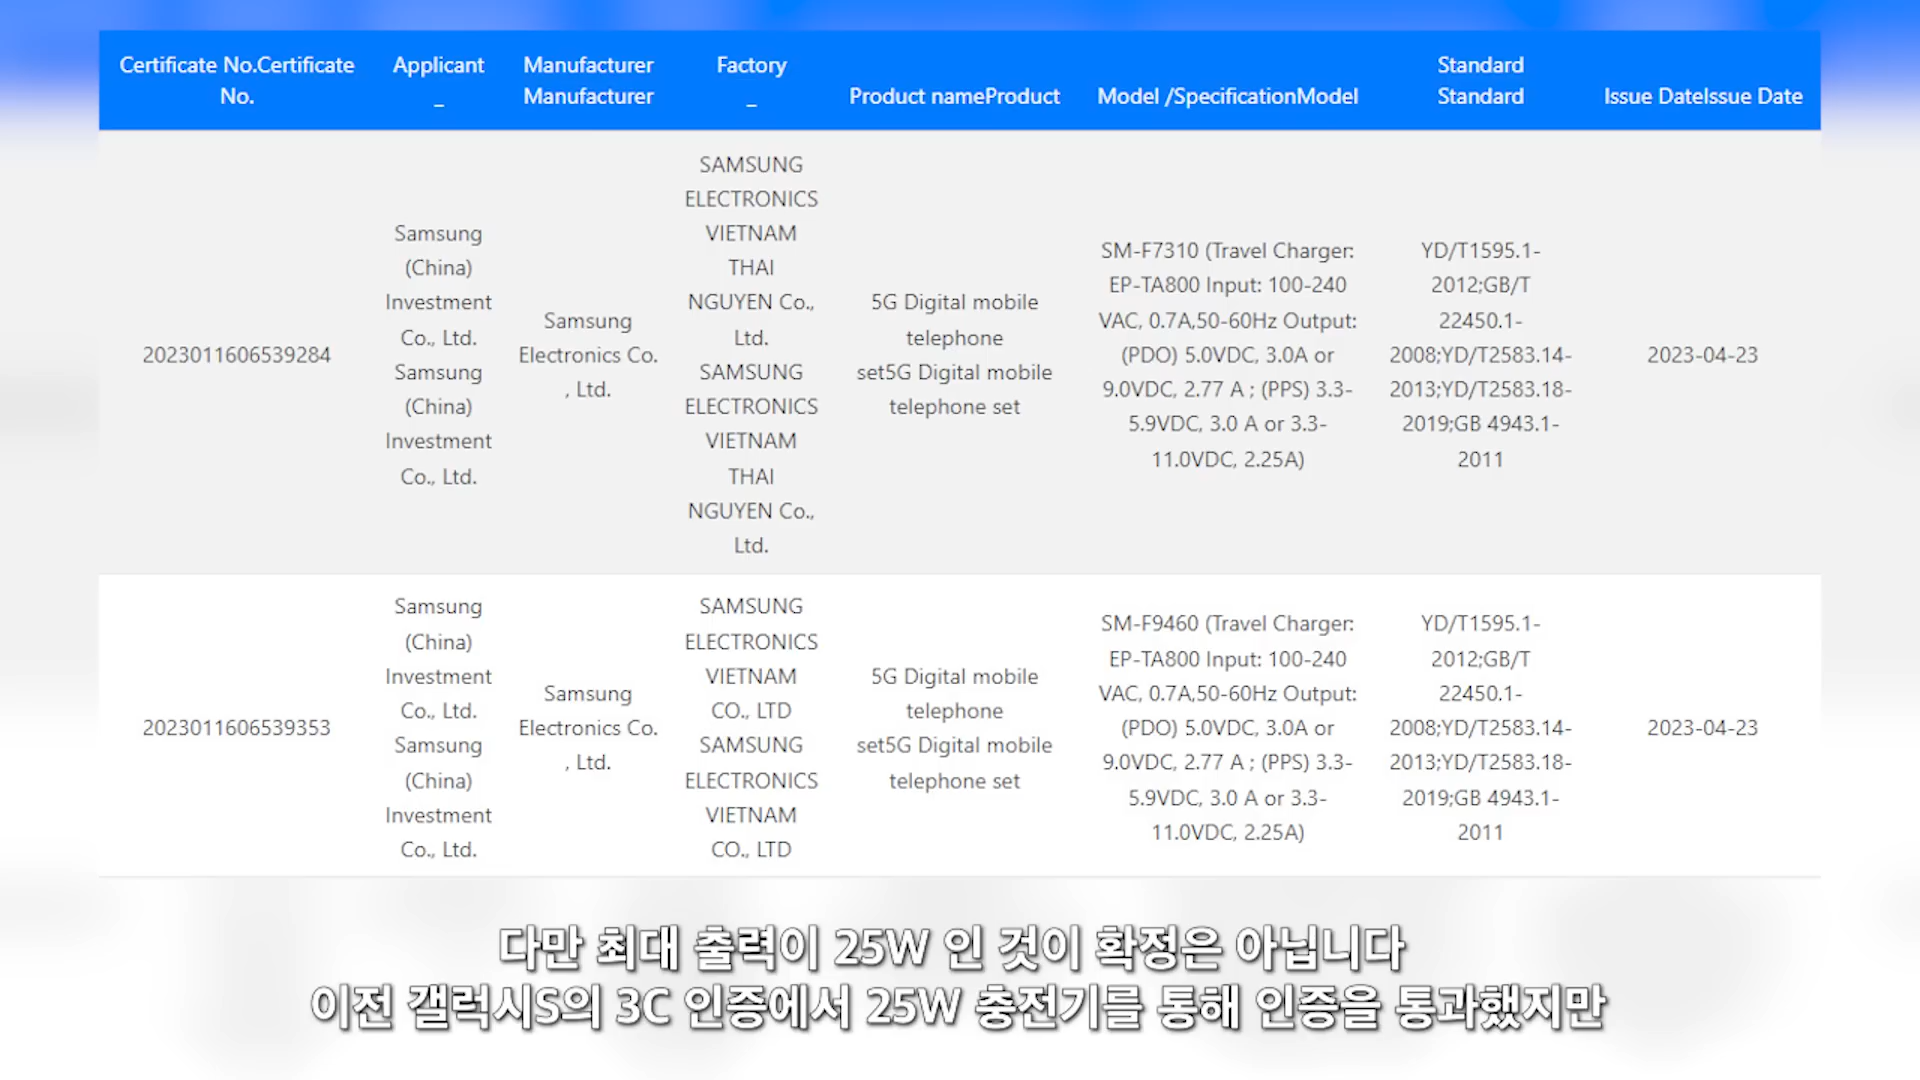 Certificate No.Certificate
No.
Applicant
_
Manufacturer
Manufacturer
Factory
_
Product nameProduct
Model /SpecificationModel
Standard
Standard
Issue DateIssue Date
2023011606539284
Samsung
(China)
Investment
Co., Ltd.
Samsung
(China)
Investment
Co., Ltd.
Samsung
Electronics Co.
, Ltd.
SAMSUNG
ELECTRONICS
VIETNAM
THAI
NGUYEN Co.,
Ltd.
SAMSUNG
ELECTRONICS
VIETNAM
THAI
NGUYEN Co.,
Ltd.
5G Digital mobile
telephone
set5G Digital mobile
telephone set
SM-F7310 (Travel Charger:
EP-TA800 Input: 100-240
VAC, 0.7A,50-60Hz Output:
(PDO) 5.0VDC, 3.0A or
9.0VDC, 2.77 A ; (PPS) 3.3-
5.9VDC, 3.0 A or 3.3-
11.0VDC, 2.25A)
YD/T1595.1-
2012;GB/T
22450.1-
2008;YD/T2583.14-
2013;YD/T2583.18-
2019;GB 4943.1-
2011
2023-04-23
2023011606539353
Samsung
(China)
Investment
Co., Ltd.
Samsung
(China)
Investment
Co., Ltd.
Samsung
Electronics Co.
, Ltd.
SAMSUNG
ELECTRONICS
VIETNAM
CO., LTD
SAMSUNG
ELECTRONICS
VIETNAM
CO., LTD
5G Digital mobile
telephone
set5G Digital mobile
telephone set
SM-F9460 (Travel Charger:
EP-TA800 Input: 100-240
VAC, 0.7A,50-60Hz Output:
(PDO) 5.0VDC, 3.0A or
9.0VDC, 2.77 A ; (PPS) 3.3-
5.9VDC, 3.0 A or 3.3-
11.0VDC, 2.25A)
YD/T1595.1-
2012;GB/T
22450.1-
2008;YD/T2583.14-
2013;YD/T2583.18-
2019;GB 4943.1-
2011
2023-04-23
다만 최대 출력이 25W 인 것이 확정은 아닙니다
이전 갤럭시S의 3C 인증에서 25W 충전기를 통해 인증을 통과했지만